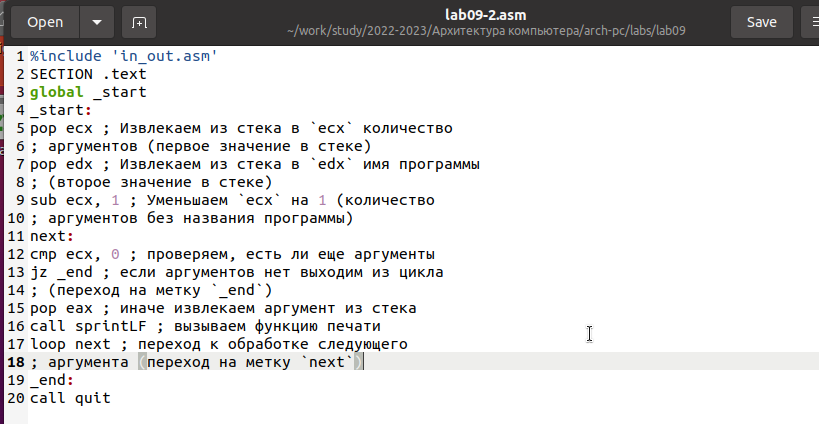 Open
lab09-2.asm
~/work/study/2022-2023/Архитектура компьютера/arch-pc/labs/lab09
Save
1 %include 'in_out.asm'
2 SECTION .text
3 global _start
4 _start:
5 pop ecx ; Извлекаем из стека в `ecx` количество
6 ; аргументов (первое значение в стеке)
7 pop edx ; Извлекаем из стека в `edx` имя программы
8 ; (второе значение в стеке)
9 sub ecx, 1 ; Уменьшаем `ecx` на 1 (количество
10 ; аргументов без названия программы)
11 next:
12 cmp ecx, 0 ; проверяем, есть ли еще аргументы
13 jz _end ; если аргументов нет выходим из цикла
14 ; (переход на метку `_end`)
15 pop eax ; иначе извлекаем аргумент из стека
16 call sprintLF ; вызываем функцию печати
17 loop next ; переход к обработке следующего
18 ; аргумента (переход на метку `next`)
19 _end:
20 call quit